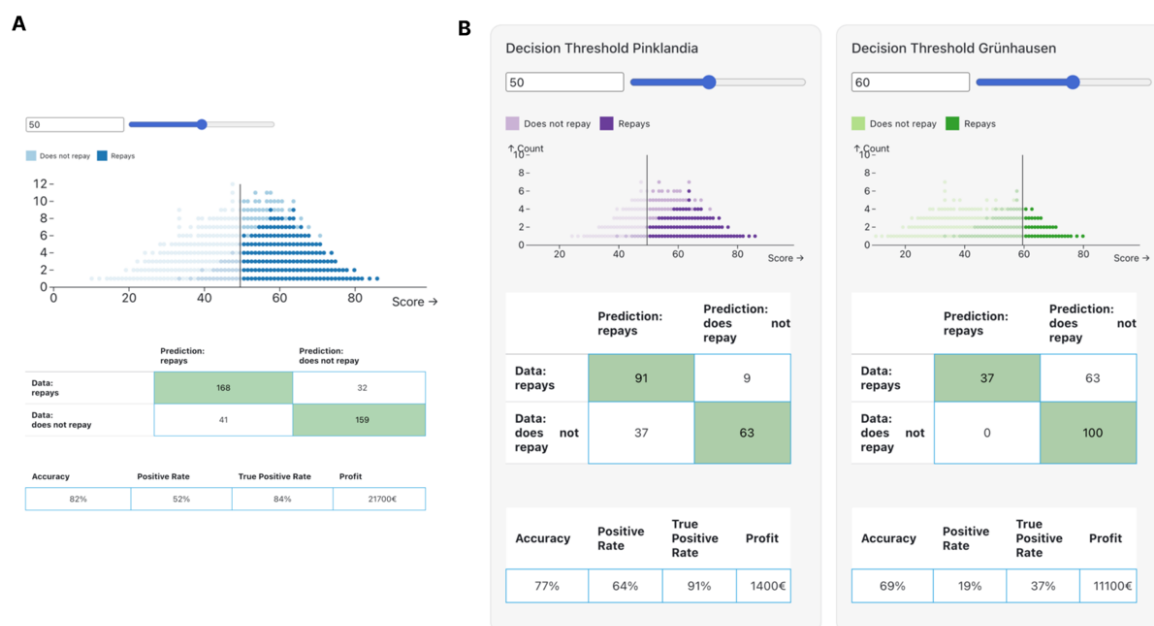 A
50
Does not repay Repays
12
10
8
6
4
2
0
0 20 40 60 80 Score →
Prediction: repays Prediction: does not repay
Data: repays 168 32
Data: does not repay 41 159
Accuracy Positive Rate True Positive Rate Profit
82% 52% 84% 21700€
B
Decision Threshold Pinklandia
50
Does not repay Repays
↑ Count
10
8
6
4
2
0
20 40 60 80
Score →
Prediction: repays Prediction: does not repay
Data: repays 91 9
Data: does not repay 37 63
Accuracy Positive Rate True Positive Rate Profit
77% 64% 91% 1400€
Decision Threshold Grünhausen
60
Does not repay Repays
↑ Count
10
8
6
4
2
0
20 40 60 80
Score →
Prediction: repays Prediction: does not repay
Data: repays 37 63
Data: does not repay 0 100
Accuracy Positive Rate True Positive Rate Profit
69% 19% 37% 11100€